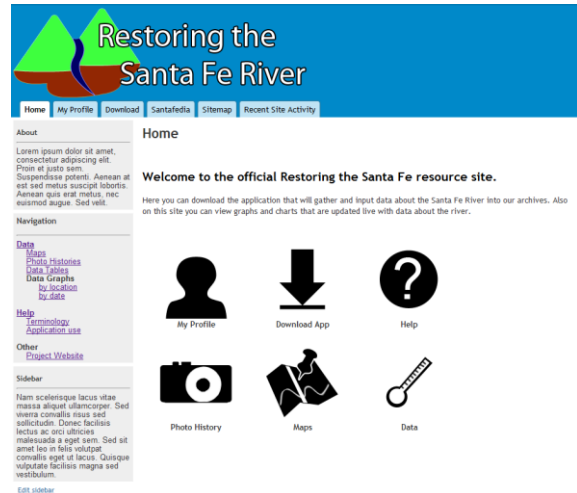 Restoring the
Santa Fe River
Home My Profile Download Santafedia Sitemap Recent Site Activity
About
Lorem ipsum dolor sit amet,
consectetur adipiscing elit.
Proin et justo sem.
Suspendisse potenti. Aenean at
est sed metus suscipit lobortis.
Aenean quis erat metus, nec
euismod augue. Sed velit.
Navigation
Data
Maps
Photo Histories
Data Tables
Data Graphs
by location
by date
Help
Terminology
Application use
Other
Project Website
Sidebar
Nam scelerisque lacus vitae
massa aliquet ullamcorper. Sed
viverra convallis risus sed
sollicitudin. Donec facilisis
lectus ac orci ultricies
malesuada a eget sem. Sed sit
amet leo in felis volutpat
convallis eget ut lacus. Quisque
vulputate facilisis magna sed
vestibulum.
Edit sidebar
Home
Welcome to the official Restoring the Santa Fe resource site.
Here you can download the application that will gather and input data about the Santa Fe River into our archives. Also
on this site you can view graphs and charts that are updated live with data about the river.
My Profile Download App Help
Photo History Maps Data